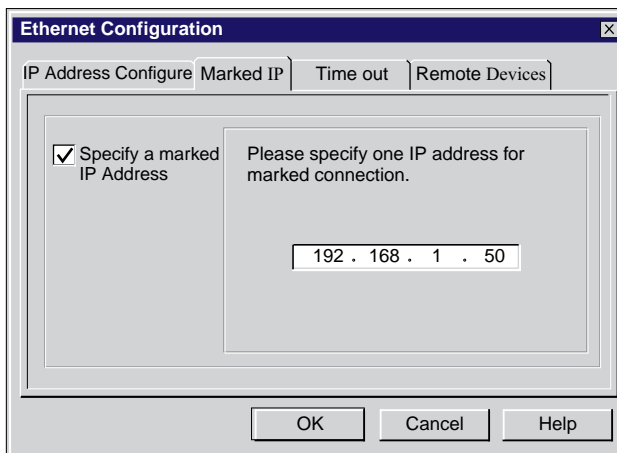 Ethernet Configuration
IP Address Configure Marked IP Time out Remote Devices
Specify a marked
IP Address
Please specify one IP address for
marked connection.
192 . 168 . 1 . 50
OK Cancel Help